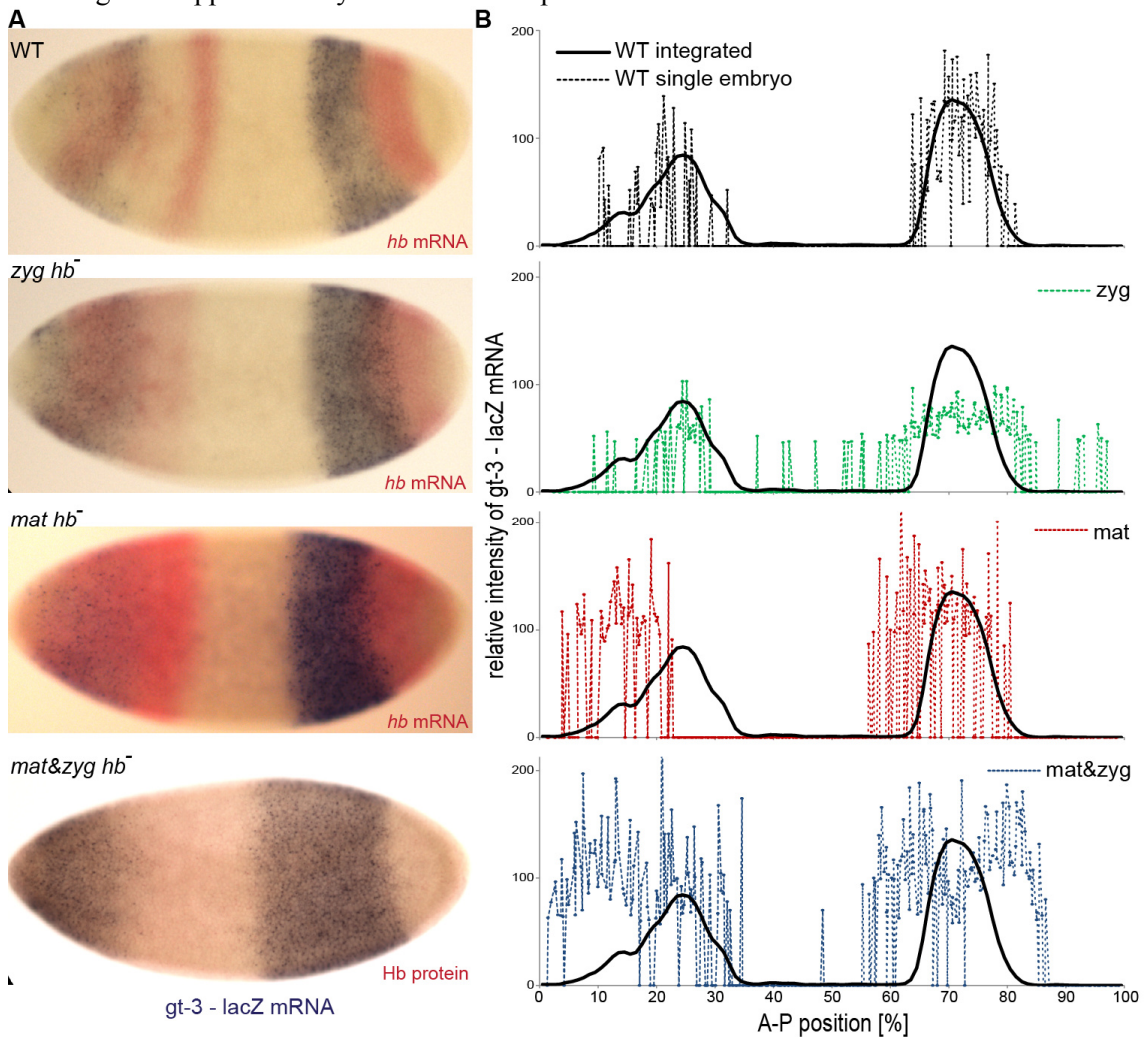 A
B
WT
hb mRNA
zyg hb-
hb mRNA
mat hb-
hb mRNA
mat&zyg hb-
Hb protein
gt-3 - lacZ mRNA
relative intensity of gt-3 - lacZ mRNA
200
100
0
WT integrated
WT single embryo
200
100
0
zyg
200
100
0
mat
200
100
0
mat&zyg
0 10 20 30 40 50 60 70 80 90 100
A-P position [%]